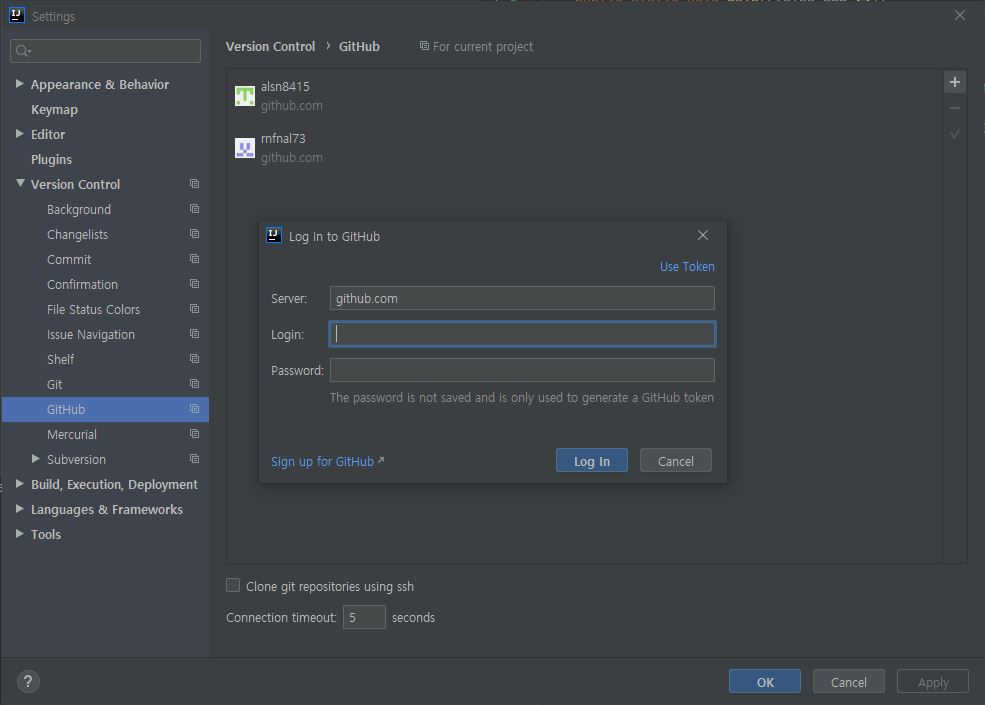 Settings
Version Control › GitHub
For current project
Appearance & Behavior
Keymap
Editor
Plugins
Version Control
Background
Changelists
Commit
Confirmation
File Status Colors
Issue Navigation
Shelf
Git
GitHub
Mercurial
Subversion
Build, Execution, Deployment
Languages & Frameworks
Tools
alsn8415
github.com
rnfnal73
github.com
Log In to GitHub
Use Token
Server: github.com
Login:
Password:
The password is not saved and is only used to generate a GitHub token
Sign up for GitHub
Log In
Cancel
Clone git repositories using ssh
Connection timeout: 5 seconds
?
OK
Cancel
Apply